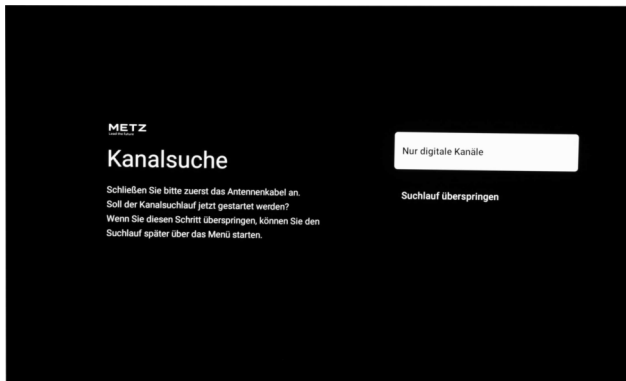 METZ
Kanalsuche
Schließen Sie bitte zuerst das Antennenkabel an.
Soll der Kanalsuchlauf jetzt gestartet werden?
Wenn Sie diesen Schritt überspringen, können Sie den
Suchlauf später über das Menü starten.
Nur digitale Kanäle
Suchlauf überspringen